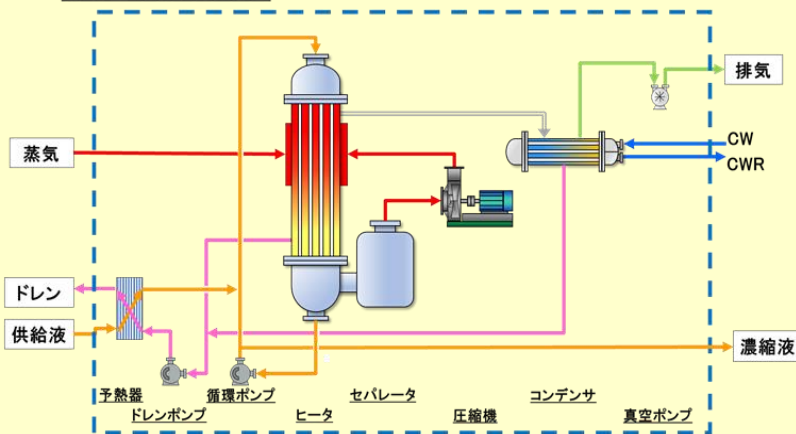 排気
CW
CWR
蒸気
ドレン
供給液
濃縮液
予熱器
循環ポンプ
セパレータ
コンデンサ
ドレンポンプ
ヒータ
圧縮機
真空ポンプ